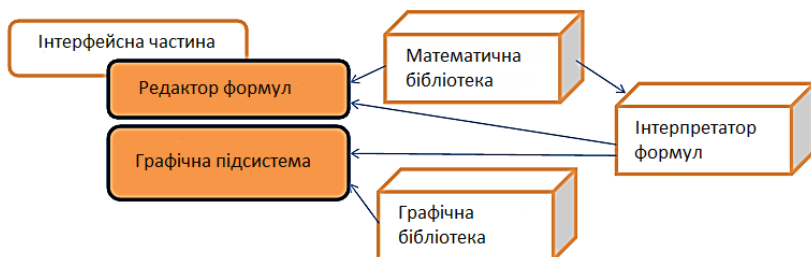 Інтерфейсна частина
Редактор формул
Графічна підсистема
Математична
бібліотека
Інтерпретатор
формул
Графічна
бібліотека